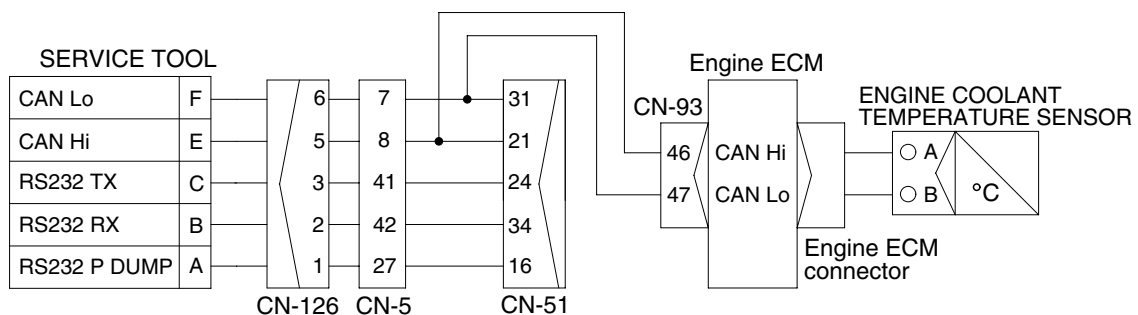 SERVICE TOOL
CAN Lo F 6 7 31
CAN Hi E 5 8 21
RS232 TX C 3 41 24
RS232 RX B 2 42 34
RS232 P DUMP A 1 27 16
CN-126 CN-5 CN-51
Engine ECM
CN-93
46 CAN Hi
47 CAN Lo
Engine ECM
connector
ENGINE COOLANT
TEMPERATURE SENSOR
A
B
°C